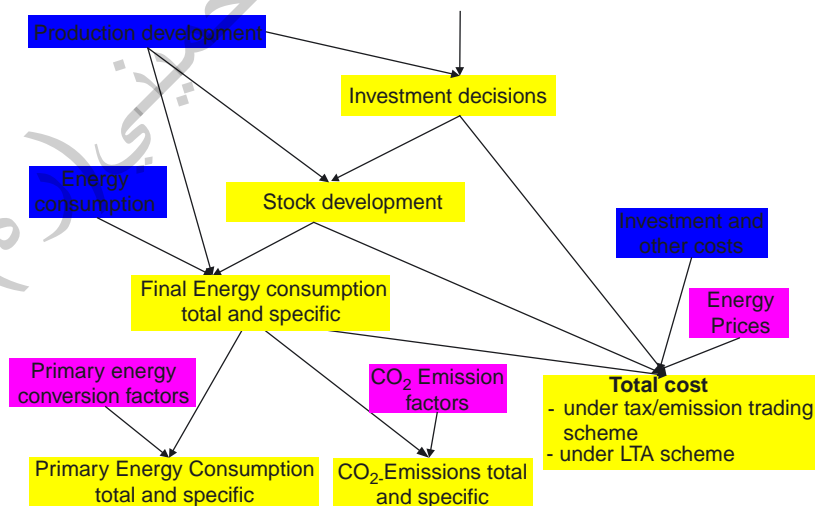 Production development
Investment decisions
Energy
consumption
Stock development
Investment and
other costs
Final Energy consumption
total and specific
Energy
Prices
Primary energy
conversion factors
CO2 Emission
factors
Total cost
- under tax/emission trading
scheme
- under LTA scheme
Primary Energy Consumption
total and specific
CO2-Emissions total
and specific